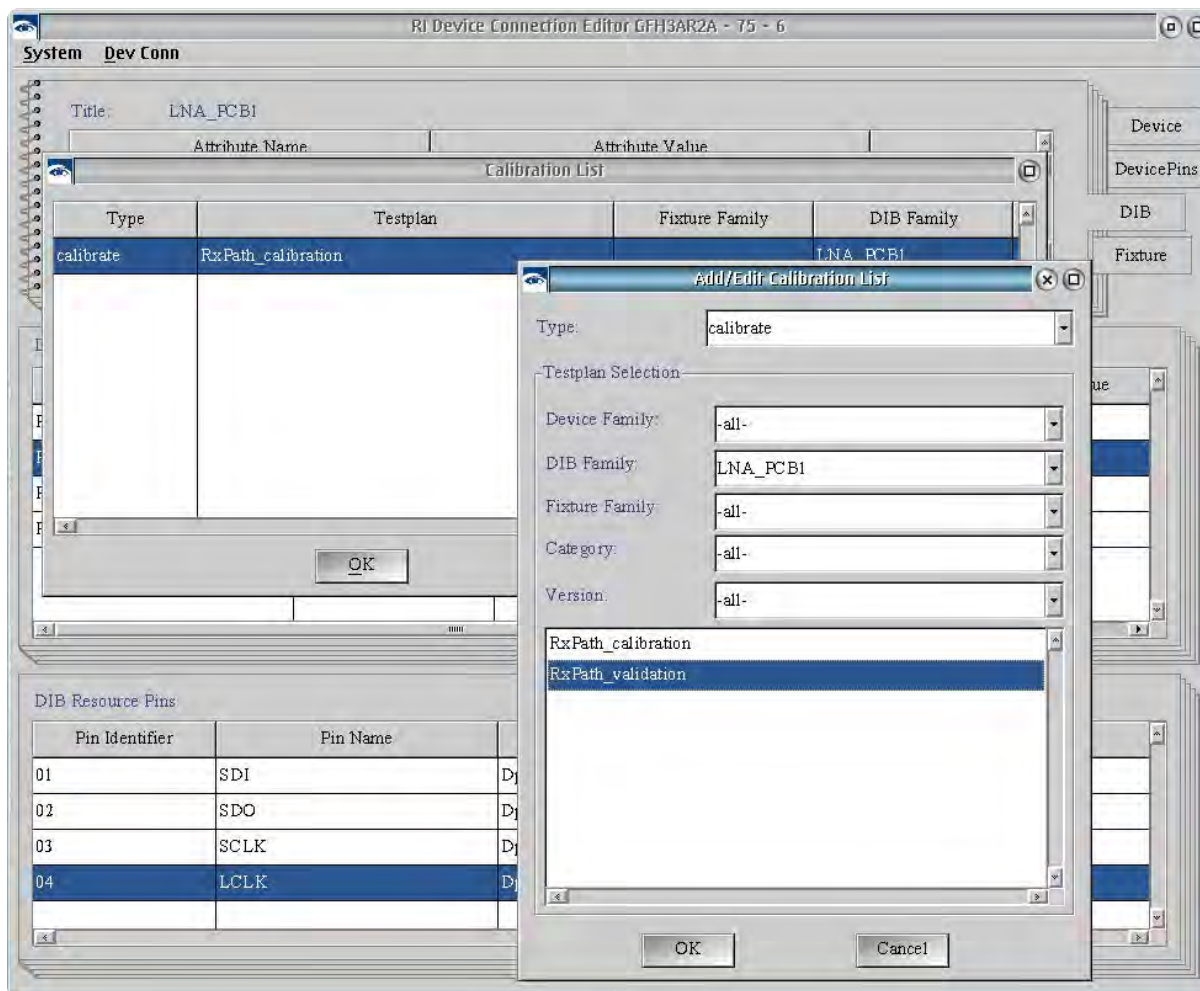 RI Device Connection Editor GFH3AR2A - 75 - 6
System Dev Conn
Title: LNA_PCB1
Attribute Name Attribute Value
Device
DevicePins
DIB
Fixture
Calibration List
Type Testplan Fixture Family DIB Family
calibrate RxPath_calibration LNA_PCB1
OK
Add/Edit Calibration List
Type: calibrate
Testplan Selection
Device Family: -all-
DIB Family: LNA_PCB1
Fixture Family: -all-
Category: -all-
Version: -all-
RxPath_calibration
RxPath_validation
OK Cancel
DIB Resource Pins
Pin Identifier Pin Name
01 SDI
02 SDO
03 SCLK
04 LCLK